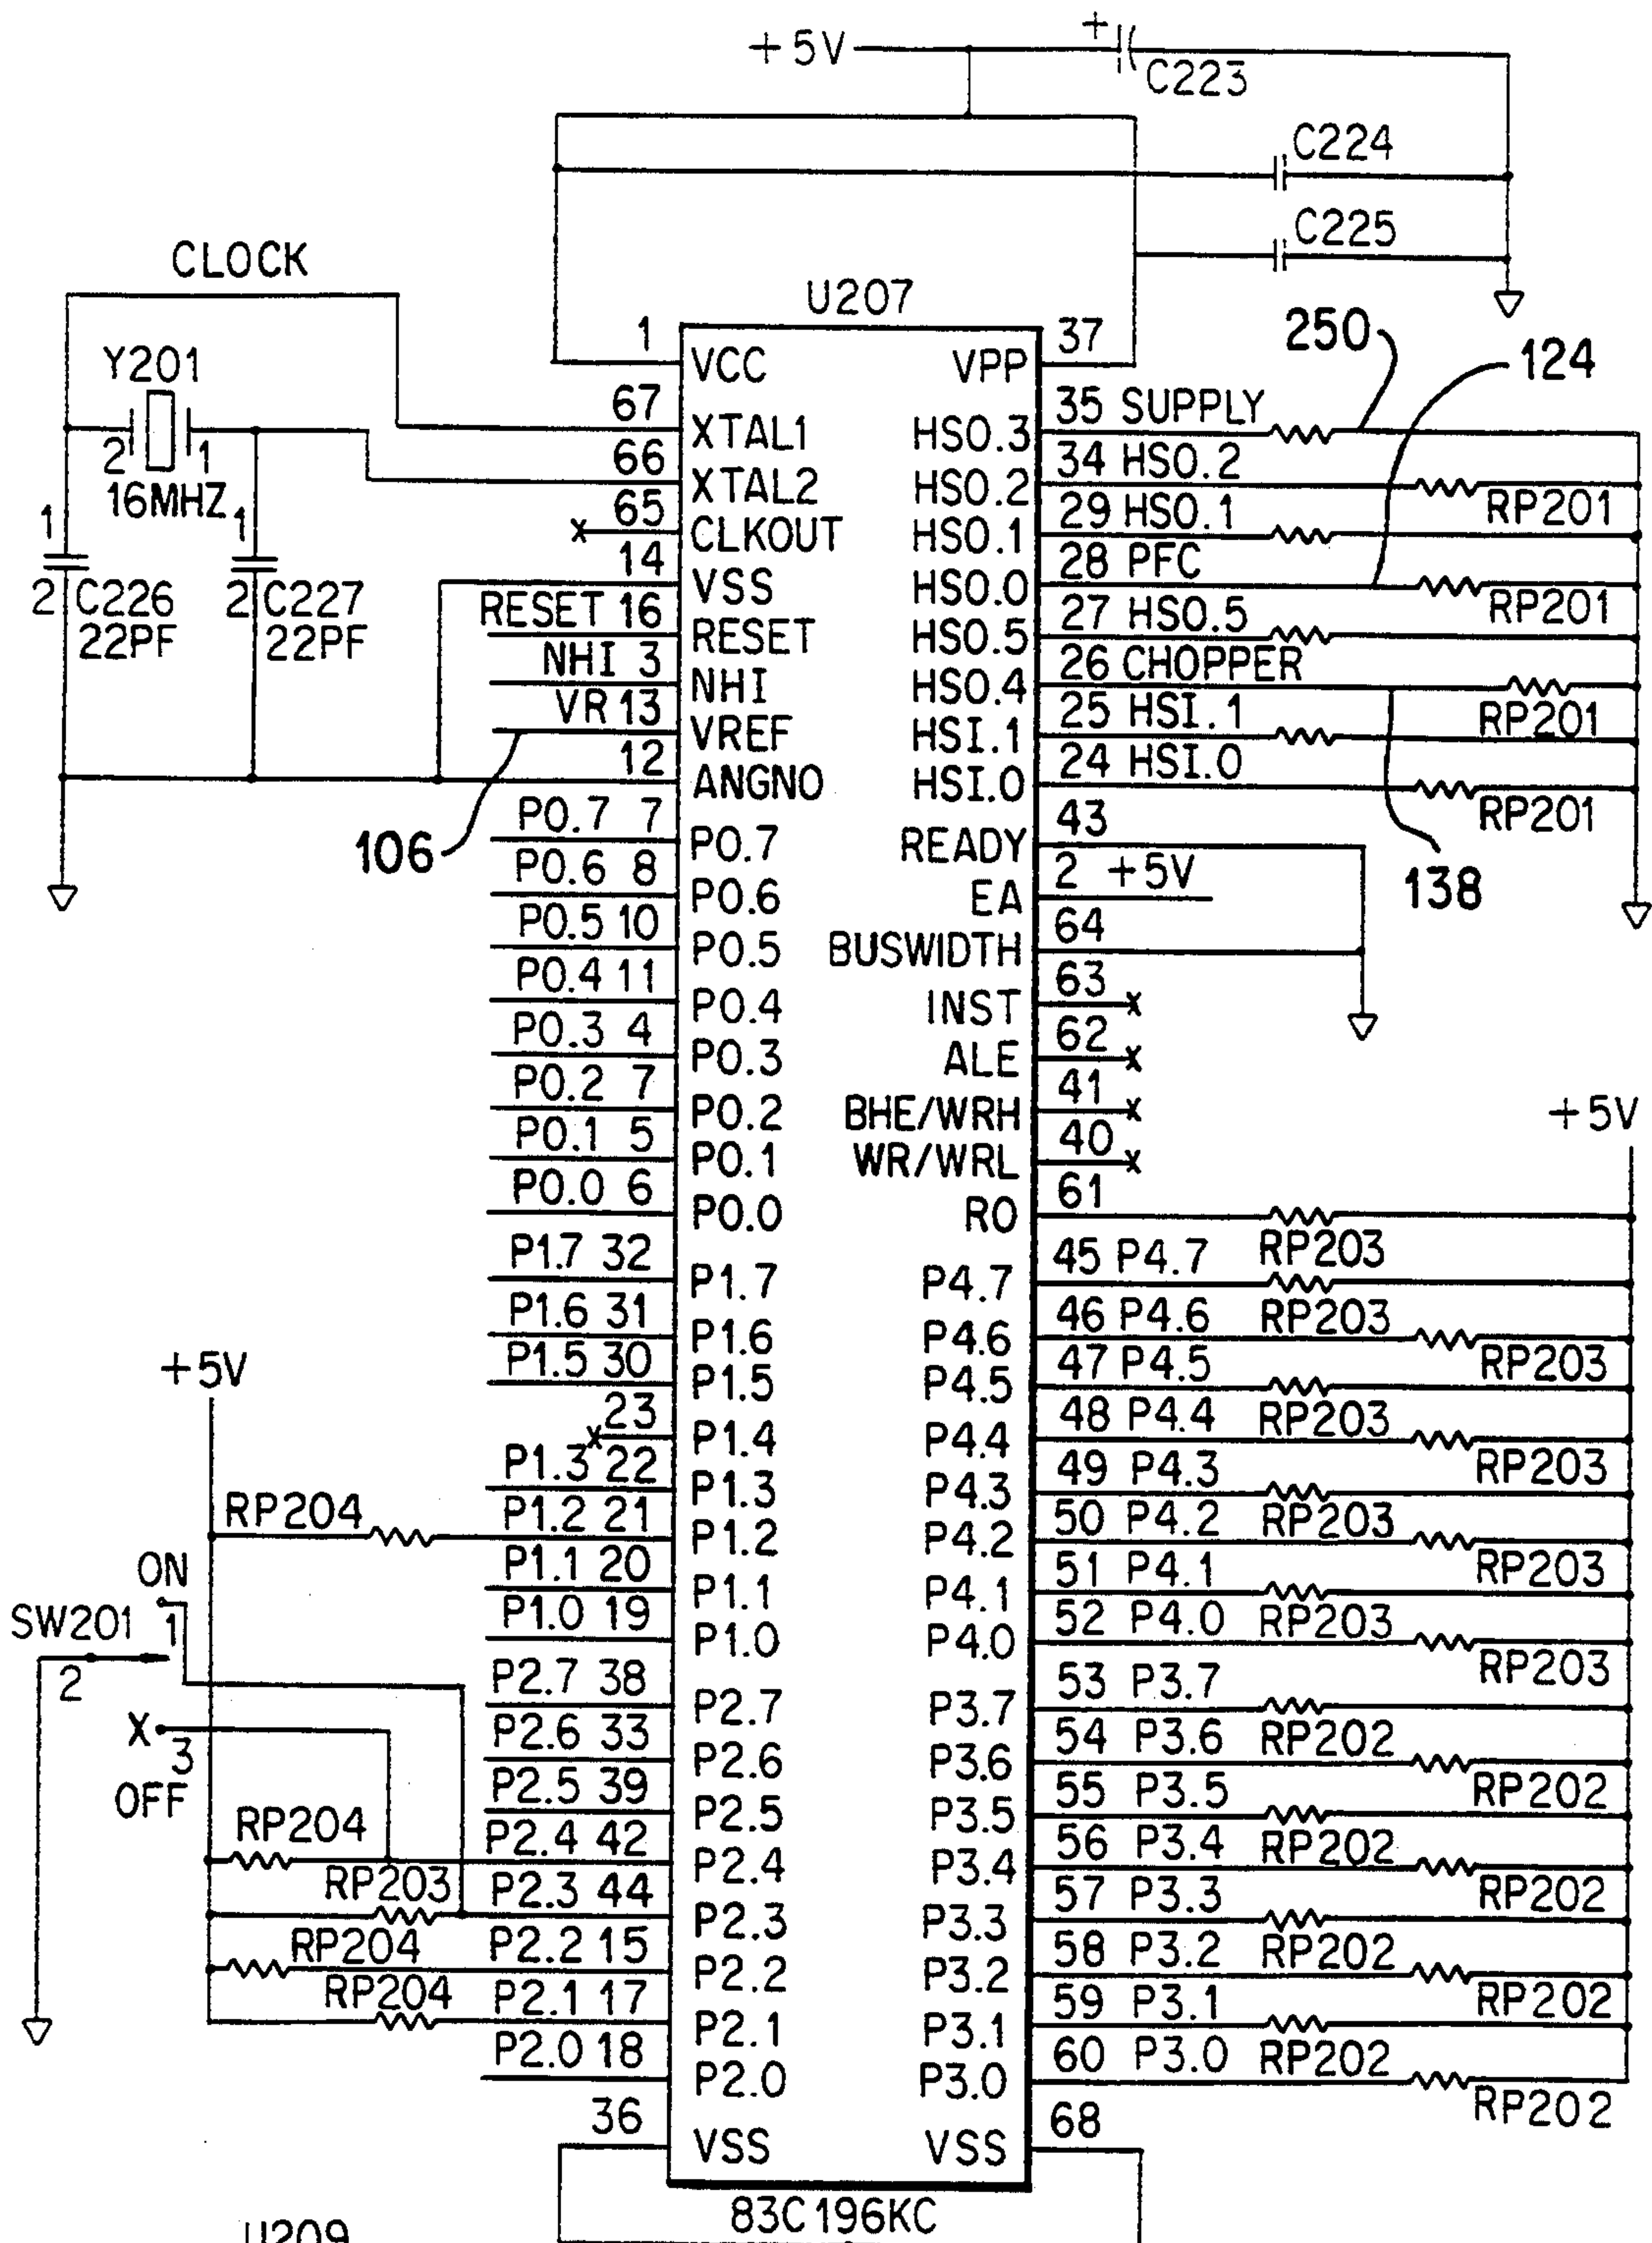 +5V
+
C223
C224
C225
CLOCK
U207
Y201
2 1
16MHZ
1
2 C226
22PF
1
2 C227
22PF
250
124
1 VCC
VPP 37
67 XTAL1
HSO.3 35 SUPPLY
66 XTAL2
HSO.2 34 HSO.2
RP201
65 CLKOUT
HSO.1 29 HSO.1
14 VSS
HSO.0 28 PFC
RP201
RESET 16 RESET
HSO.5 27 HSO.5
NHI 3 NHI
HSO.4 26 CHOPPER
RP201
VR 13 VREF
HSI.1 25 HSI.1
12 ANGNO
HSI.0 24 HSI.0
RP201
106
138
P0.7 7 P0.7
READY 43
P0.6 8 P0.6
EA 2 +5V
P0.5 10 P0.5
BUSWIDTH 64
P0.4 11 P0.4
INST 63
P0.3 4 P0.3
ALE 62
P0.2 7 P0.2
BHE/WRH 41
P0.1 5 P0.1
WR/WRL 40
+5V
P0.0 6 P0.0
RO 61
RP203
P1.7 32 P1.7
P4.7 45 P4.7
RP203
P1.6 31 P1.6
P4.6 46 P4.6
RP203
P1.5 30 P1.5
P4.5 47 P4.5
RP203
23 P1.4
P4.4 48 P4.4
RP203
P1.3 22 P1.3
P4.3 49 P4.3
RP203
+5V
RP204
P1.2 21 P1.2
P4.2 50 P4.2
RP203
P1.1 20 P1.1
P4.1 51 P4.1
RP203
P1.0 19 P1.0
P4.0 52 P4.0
RP203
ON
SW201
1
2
X
3
OFF
P2.7 38 P2.7
P3.7 53 P3.7
RP202
P2.6 33 P2.6
P3.6 54 P3.6
RP202
P2.5 39 P2.5
P3.5 55 P3.5
RP202
RP204
P2.4 42 P2.4
P3.4 56 P3.4
RP202
RP203
P2.3 44 P2.3
P3.3 57 P3.3
RP202
RP204
P2.2 15 P2.2
P3.2 58 P3.2
RP202
RP204
P2.1 17 P2.1
P3.1 59 P3.1
RP202
P2.0 18 P2.0
P3.0 60 P3.0
RP202
36 VSS
VSS 68
83C196KC
U209